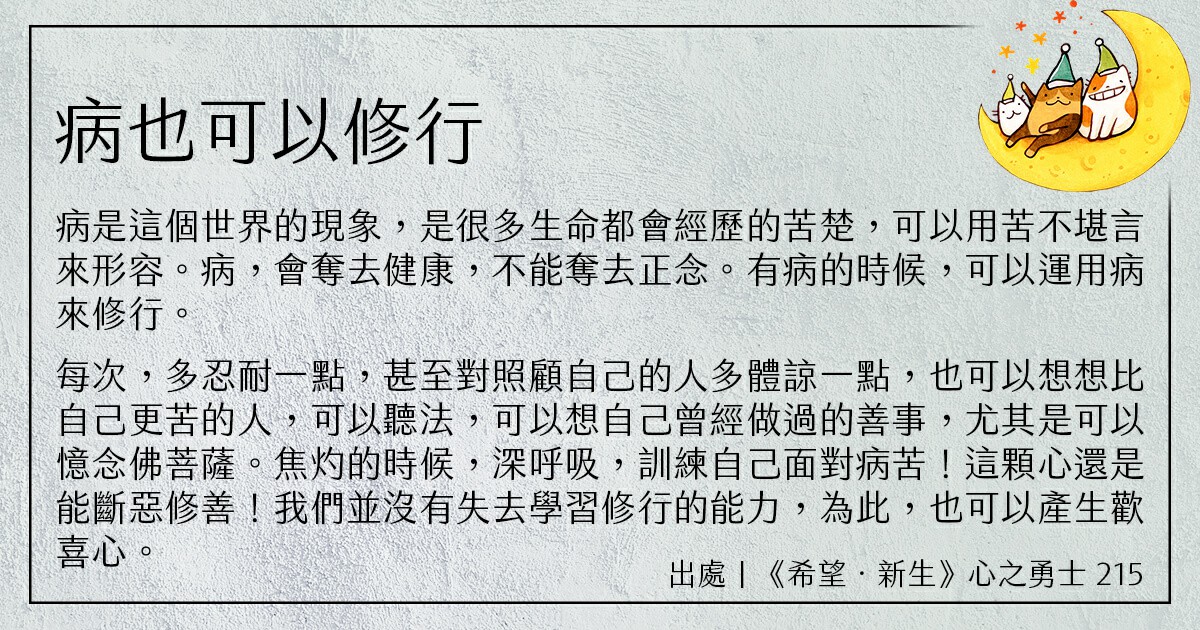 病也可以修行
病是這個世界的現象，是很多生命都會經歷的苦楚，可以用苦不堪言
來形容。病，會奪去健康，不能奪去正念。有病的時候，可以運用病
來修行。
每次，多忍耐一點，甚至對照顧自己的人多體諒一點，也可以想想比
自己更苦的人，可以聽法，可以想自己曾經做過的善事，尤其是可以
憶念佛菩薩。焦灼的時候，深呼吸，訓練自己面對病苦！這顆心還是
能斷惡修善！我們並沒有失去學習修行的能力，為此，也可以產生歡
喜心。
出處 |《希望．新生》心之勇士 215